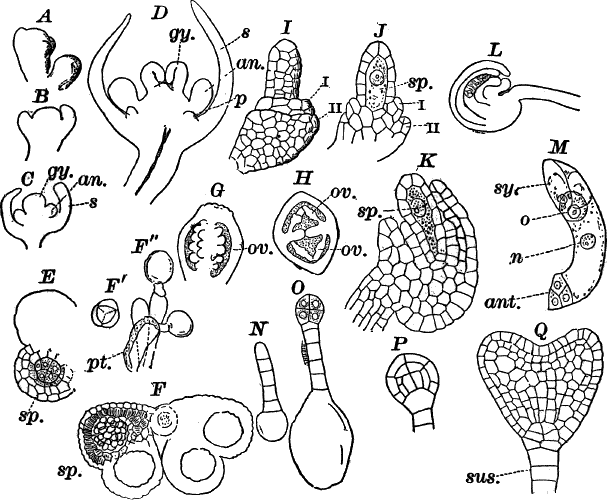 A
D
gy.
s
an.
p
B
C
gy.
an.
s
I
I
II
J
sp.
I
II
L
K
sp.
M
sy.
o
n
ant.
G
ov.
H
ov.
ov.
E
sp.
F'
F"
pt.
F
sp.
N
O
P
Q
sus.